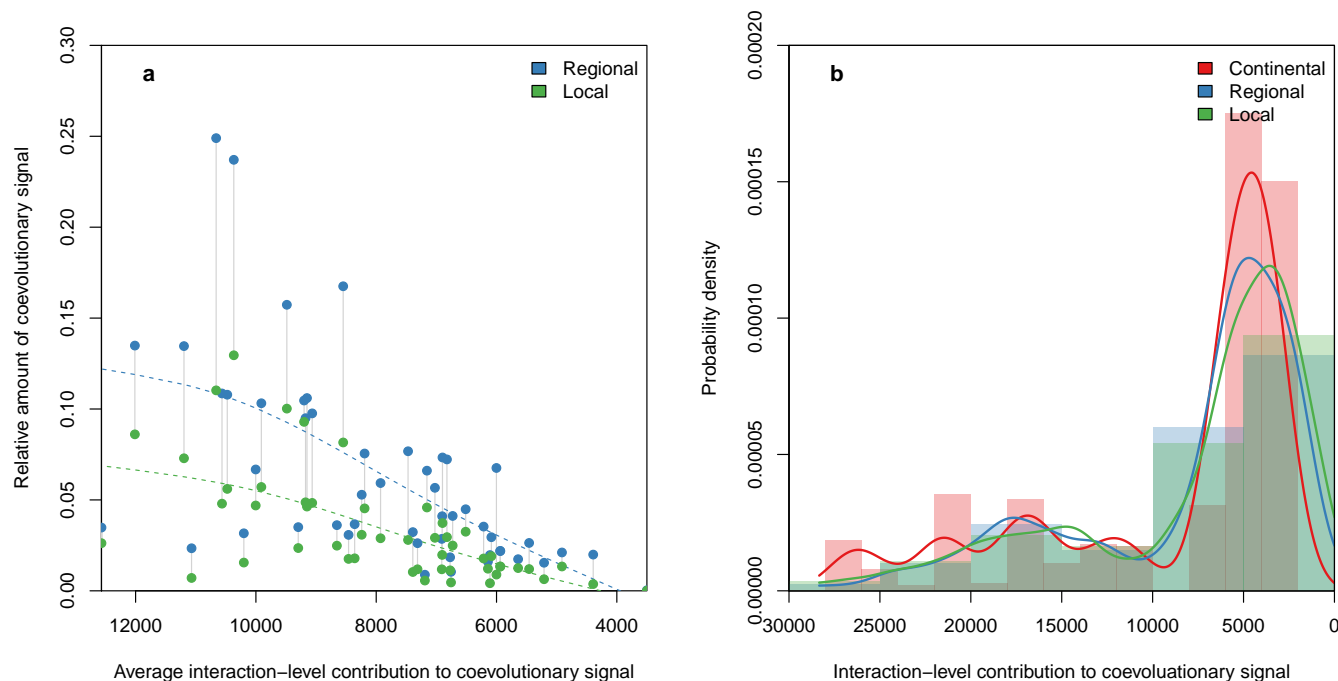 a
Regional
Local
0.30
0.25
0.20
0.15
0.10
0.05
0.00
Relative amount of coevolutionary signal
12000 10000 8000 6000 4000
Average interaction−level contribution to coevolutionary signal
b
Continental
Regional
Local
0.00020
0.00015
0.00010
0.00005
0.00000
Probability density
30000 25000 20000 15000 10000 5000 0
Interaction−level contribution to coevoluationary signal